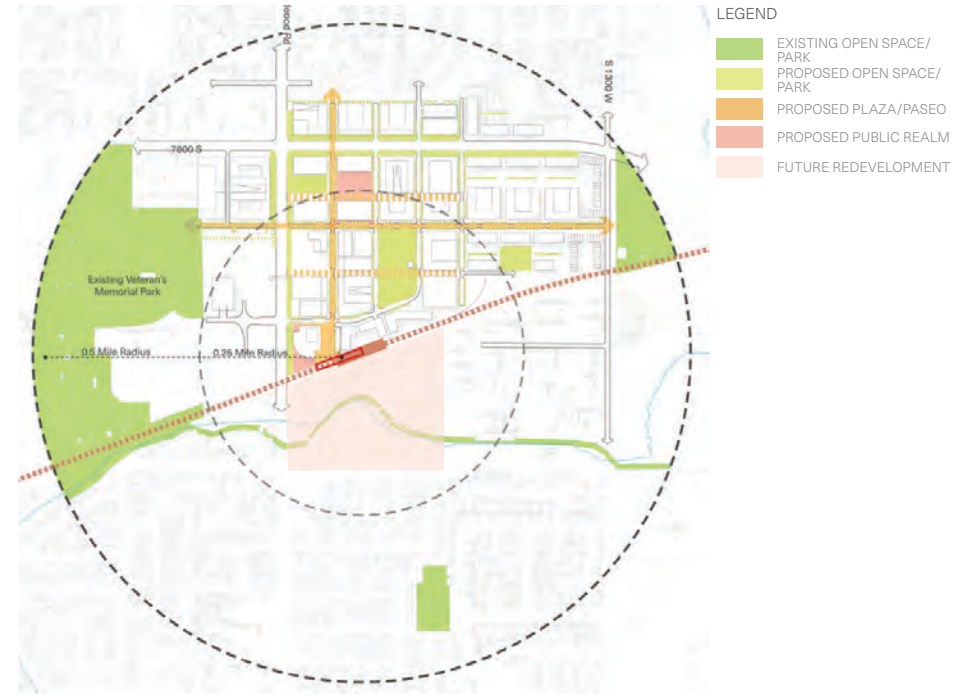 LEGEND
EXISTING OPEN SPACE/
PARK
PROPOSED OPEN SPACE/
PARK
PROPOSED PLAZA/PASEO
PROPOSED PUBLIC REALM
FUTURE REDEVELOPMENT
Rd
S 1300 W
7800 S
Existing Veteran's
Memorial Park
0.5 Mile Radius
0.25 Mile Radius